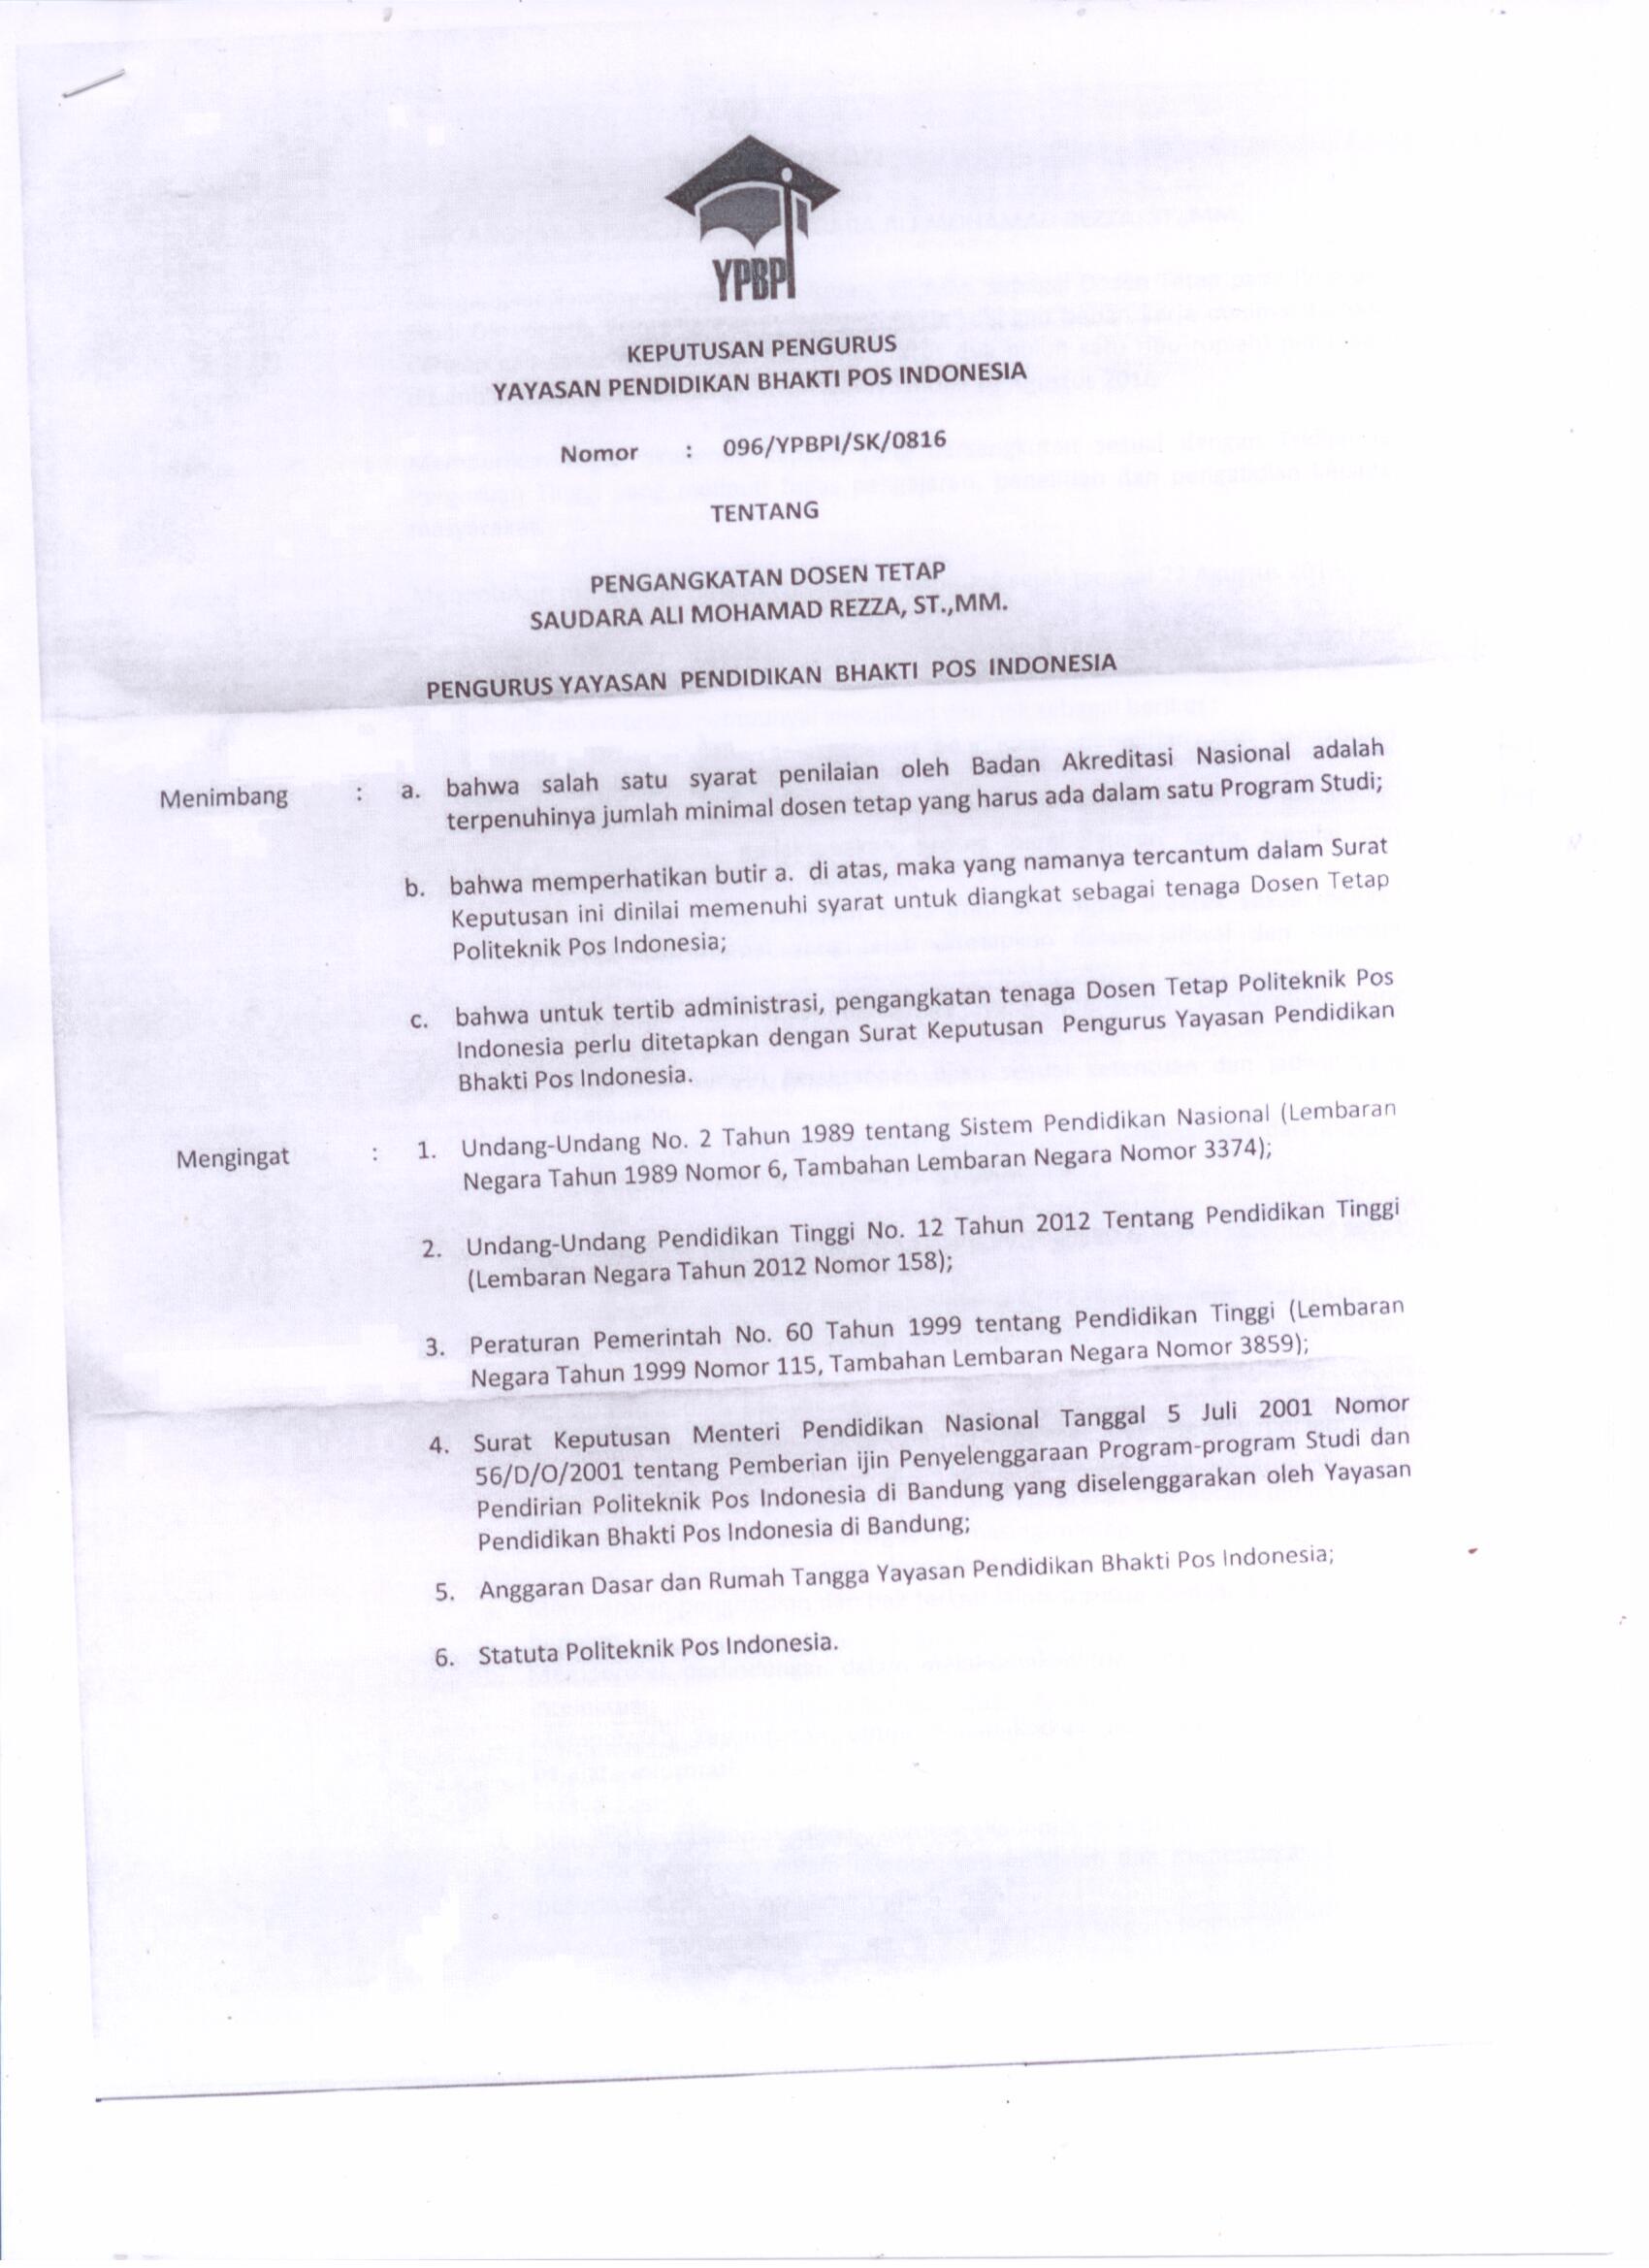 YPBPI
KEPUTUSAN PENGURUS
YAYASAN PENDIDIKAN BHAKTI POS INDONESIA
Nomor : 096/YPBPI/SK/0816
TENTANG
PENGANGKATAN DOSEN TETAP
SAUDARA ALI MOHAMAD REZZA, ST.,MM.
PENGURUS YAYASAN PENDIDIKAN BHAKTI POS INDONESIA
Menimbang : a. bahwa salah satu syarat penilaian oleh Badan Akreditasi Nasional adalah
terpenuhinya jumlah minimal dosen tetap yang harus ada dalam satu Program Studi;
b. bahwa memperhatikan butir a. di atas, maka yang namanya tercantum dalam Surat
Keputusan ini dinilai memenuhi syarat untuk diangkat sebagai tenaga Dosen Tetap
Politeknik Pos Indonesia;
c. bahwa untuk tertib administrasi, pengangkatan tenaga Dosen Tetap Politeknik Pos
Indonesia perlu ditetapkan dengan Surat Keputusan Pengurus Yayasan Pendidikan
Bhakti Pos Indonesia.
Mengingat : 1. Undang-Undang No. 2 Tahun 1989 tentang Sistem Pendidikan Nasional (Lembaran
Negara Tahun 1989 Nomor 6, Tambahan Lembaran Negara Nomor 3374);
2. Undang-Undang Pendidikan Tinggi No. 12 Tahun 2012 Tentang Pendidikan Tinggi
(Lembaran Negara Tahun 2012 Nomor 158);
3. Peraturan Pemerintah No. 60 Tahun 1999 tentang Pendidikan Tinggi (Lembaran
Negara Tahun 1999 Nomor 115, Tambahan Lembaran Negara Nomor 3859);
4. Surat Keputusan Menteri Pendidikan Nasional Tanggal 5 Juli 2001 Nomor
56/D/O/2001 tentang Pemberian ijin Penyelenggaraan Program-program Studi dan
Pendirian Politeknik Pos Indonesia di Bandung yang diselenggarakan oleh Yayasan
Pendidikan Bhakti Pos Indonesia di Bandung;
5. Anggaran Dasar dan Rumah Tangga Yayasan Pendidikan Bhakti Pos Indonesia;
6. Statuta Politeknik Pos Indonesia.